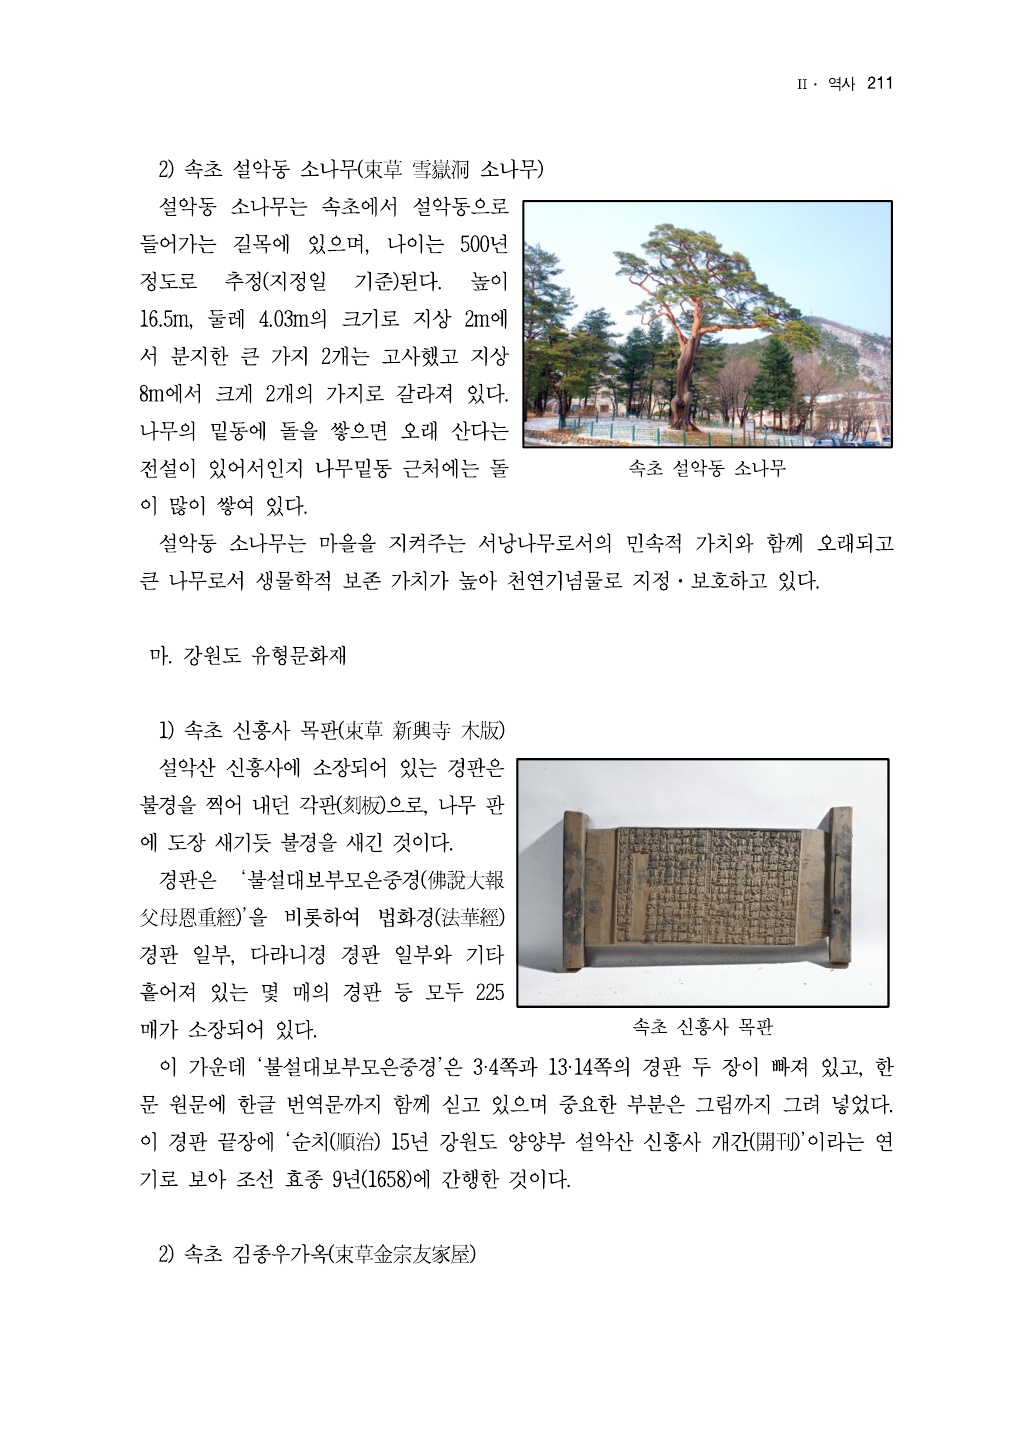 II · 역사 211
2) 속초 설악동 소나무(束草 雪嶽洞 소나무)
설악동 소나무는 속초에서 설악동으로
들어가는 길목에 있으며, 나이는 500년
정도로 추정(지정일 기준)된다. 높이
16.5m, 둘레 4.03m의 크기로 지상 2m에
서 분지한 큰 가지 2개는 고사했고 지상
8m에서 크게 2개의 가지로 갈라져 있다.
나무의 밑동에 돌을 쌓으면 오래 산다는
전설이 있어서인지 나무밑동 근처에는 돌
이 많이 쌓여 있다.
속초 설악동 소나무
설악동 소나무는 마을을 지켜주는 서낭나무로서의 민속적 가치와 함께 오래되고
큰 나무로서 생물학적 보존 가치가 높아 천연기념물로 지정·보호하고 있다.
마. 강원도 유형문화재
1) 속초 신흥사 목판(束草 新興寺 木版)
설악산 신흥사에 소장되어 있는 경판은
불경을 찍어 내던 각판(刻板)으로, 나무 판
에 도장 새기듯 불경을 새긴 것이다.
경판은 ‘불설대보부모은중경(佛說大報
父母恩重經)’을 비롯하여 법화경(法華經)
경판 일부, 다라니경 경판 일부와 기타
흩어져 있는 몇 매의 경판 등 모두 225
매가 소장되어 있다.
속초 신흥사 목판
이 가운데 ‘불설대보부모은중경’은 3·4쪽과 13·14쪽의 경판 두 장이 빠져 있고, 한
문 원문에 한글 번역문까지 함께 싣고 있으며 중요한 부분은 그림까지 그려 넣었다.
이 경판 끝장에 ‘순치(順治) 15년 강원도 양양부 설악산 신흥사 개간(開刊)’이라는 연
기로 보아 조선 효종 9년(1658)에 간행한 것이다.
2) 속초 김종우가옥(束草金宗友家屋)